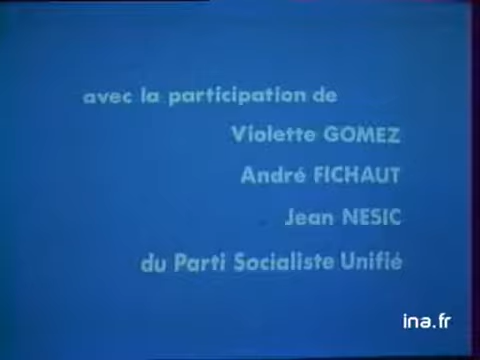 avec la participation de
Violette GOMEZ
André FICHAUT
Jean NESIC
du Parti Socialiste Unifié
ina.fr